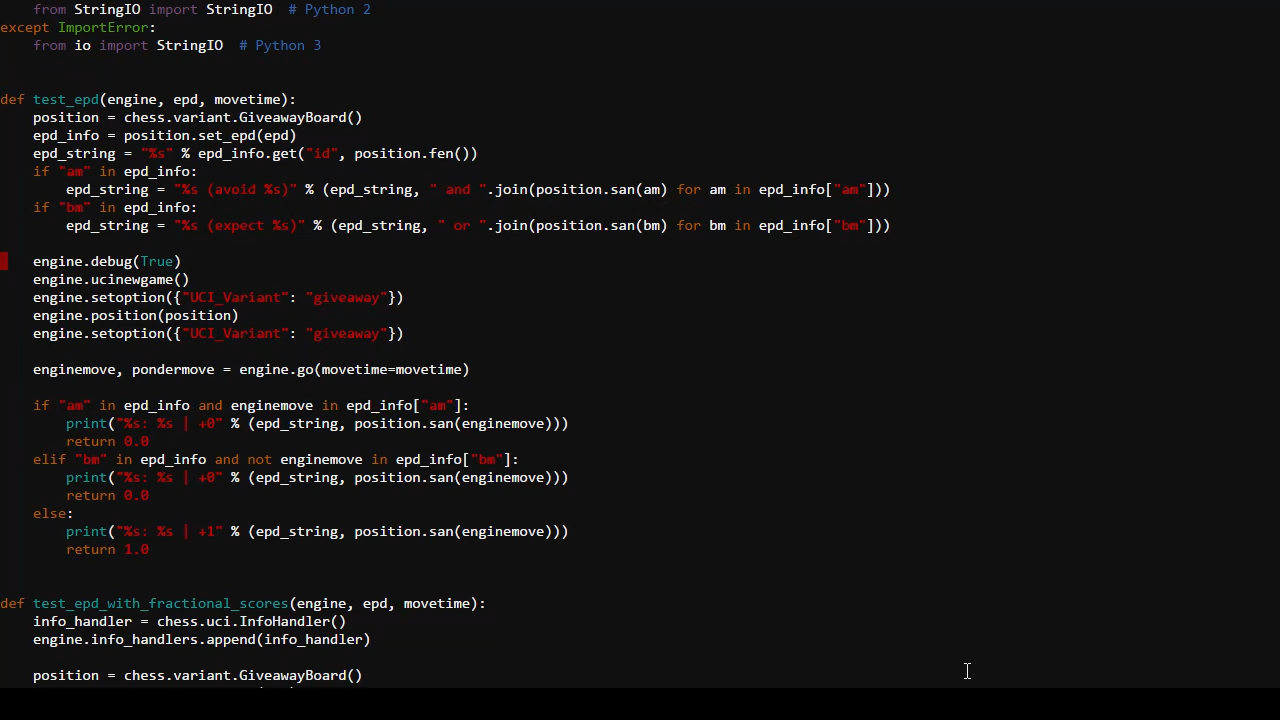 from StringIO import StringIO  # Python 2
except ImportError:
    from io import StringIO  # Python 3
def test_epd(engine, epd, movetime):
    position = chess.variant.GiveawayBoard()
    epd_info = position.set_epd(epd)
    epd_string = "%s" % epd_info.get("id", position.fen())
    if "am" in epd_info:
        epd_string = "%s (avoid %s)" % (epd_string, " and ".join(position.san(am) for am in epd_info["am"]))
    if "bm" in epd_info:
        epd_string = "%s (expect %s)" % (epd_string, " or ".join(position.san(bm) for bm in epd_info["bm"]))
    engine.debug(True)
    engine.ucinewgame()
    engine.setoption({"UCI_Variant": "giveaway"})
    engine.position(position)
    engine.setoption({"UCI_Variant": "giveaway"})
    enginemove, pondermove = engine.go(movetime=movetime)
    if "am" in epd_info and enginemove in epd_info["am"]:
        print("%s: %s | +0" % (epd_string, position.san(enginemove)))
        return 0.0
    elif "bm" in epd_info and not enginemove in epd_info["bm"]:
        print("%s: %s | +0" % (epd_string, position.san(enginemove)))
        return 0.0
    else:
        print("%s: %s | +1" % (epd_string, position.san(enginemove)))
        return 1.0
def test_epd_with_fractional_scores(engine, epd, movetime):
    info_handler = chess.uci.InfoHandler()
    engine.info_handlers.append(info_handler)
    position = chess.variant.GiveawayBoard()